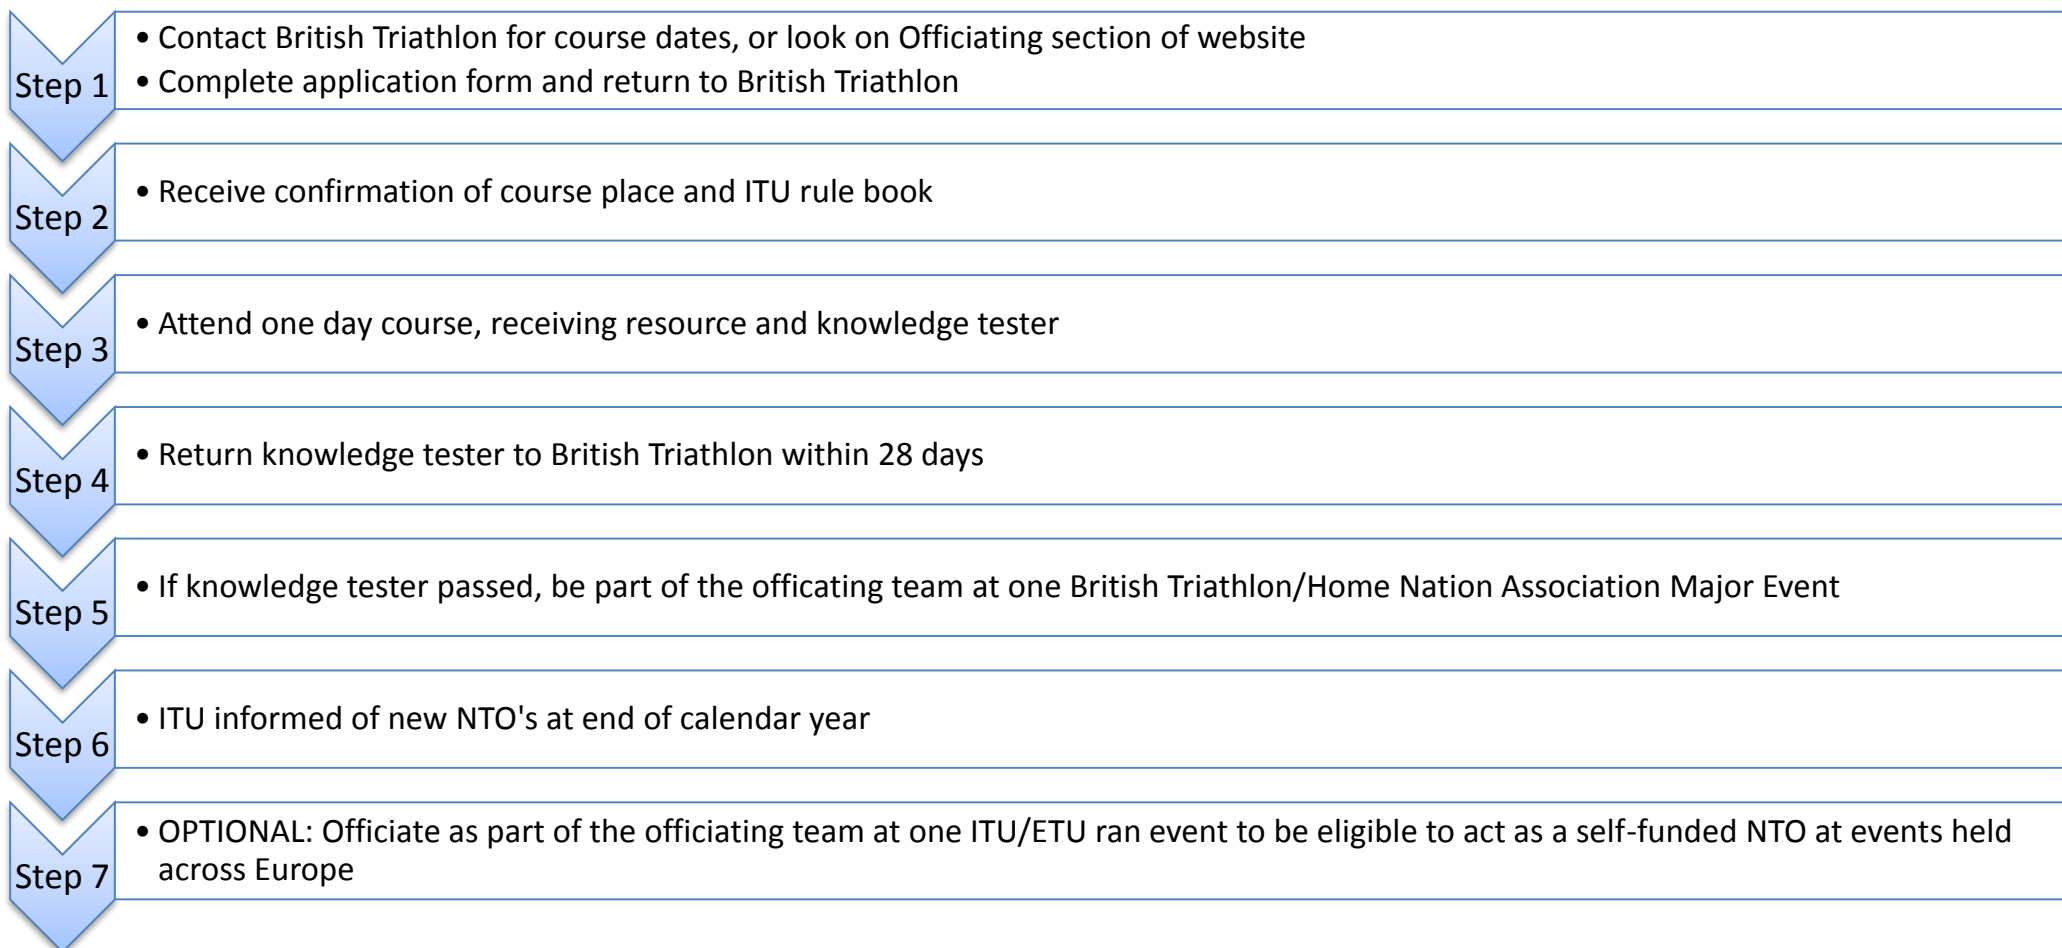 • Contact British Triathlon for course dates, or look on Officiating section of website
Step 1
• Complete application form and return to British Triathlon
• Receive confirmation of course place and ITU rule book
Step 2
• Attend one day course, receiving resource and knowledge tester
Step 3
• Return knowledge tester to British Triathlon within 28 days
Step 4
• If knowledge tester passed, be part of the officating team at one British Triathlon/Home Nation Association Major Event
Step 5
• ITU informed of new NTO's at end of calendar year
Step 6
• OPTIONAL: Officiate as part of the officiating team at one ITU/ETU ran event to be eligible to act as a self-funded NTO at events held
across Europe
Step 7